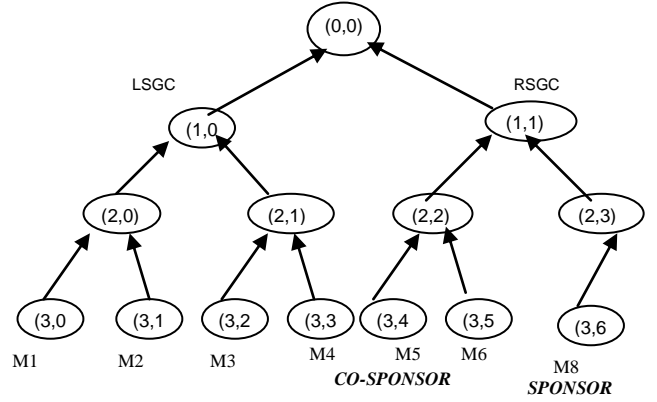 (0,0)
LSGC RSGC
(1,0 (1,1)
(2,0) (2,1) (2,2) (2,3)
(3,0 (3,1 (3,2 (3,3 (3,4 (3,5 (3,6
M1 M2 M3 M4 M5 M6 M8
CO-SPONSOR SPONSOR